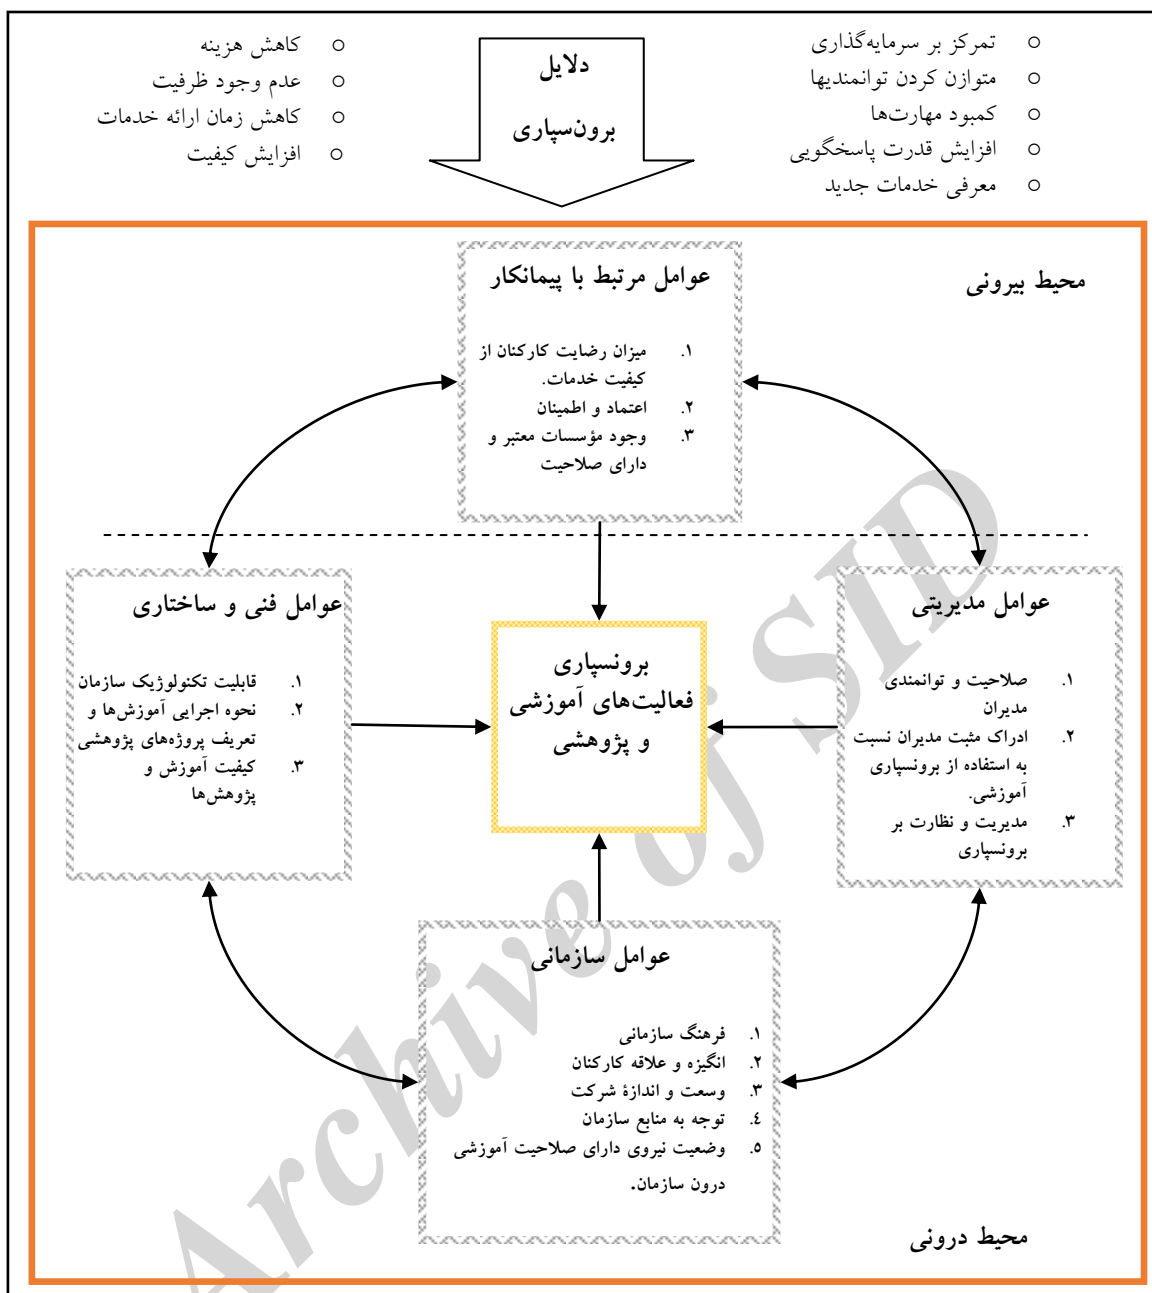 ○ تمرکز بر سرمایه‌گذاری
○ متوازن کردن توانمندیها
○ کمبود مهارت‌ها
○ افزایش قدرت پاسخگویی
○ معرفی خدمات جدید
دلایل
برون‌سپاری
○ کاهش هزینه
○ عدم وجود ظرفیت
○ کاهش زمان ارائه خدمات
○ افزایش کیفیت
محیط بیرونی
عوامل مرتبط با پیمانکار
۱. میزان رضایت کارکنان از
کیفیت خدمات.
۲. اعتماد و اطمینان
۳. وجود مؤسسات معتبر و
دارای صلاحیت
عوامل مدیریتی
۱. صلاحیت و توانمندی
مدیران
۲. ادراک مثبت مدیران نسبت
به استفاده از برونسپاری
آموزشی.
۳. مدیریت و نظارت بر
برونسپاری
برونسپاری
فعالیت‌های آموزشی
و پژوهشی
عوامل فنی و ساختاری
۱. قابلیت تکنولوژیک سازمان
۲. نحوه اجرایی آموزش‌ها و
تعریف پروژه‌های پژوهشی
۳. کیفیت آموزش و
پژوهش‌ها
عوامل سازمانی
۱. فرهنگ سازمانی
۲. انگیزه و علاقه کارکنان
۳. وسعت و اندازۀ شرکت
٤. توجه به منابع سازمان
٥. وضعیت نیروی دارای صلاحیت آموزشی
درون سازمان.
محیط درونی
Archive of SID